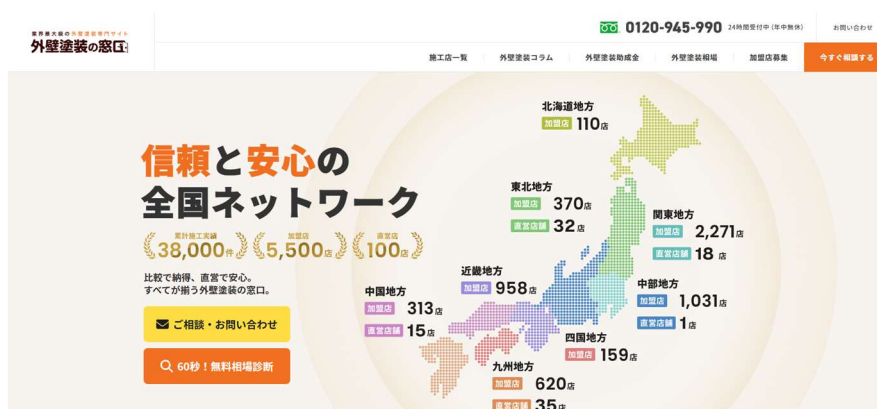 業界最大級の外壁塗装専門サイト
外壁塗装の窓口
0120-945-990 24時間受付中（年中無休）
お問い合わせ
施工店一覧
外壁塗装コラム
外壁塗装助成金
外壁塗装相場
加盟店募集
今すぐ相談する
信頼と安心の
全国ネットワーク
累計施工実績
38,000件
加盟店
5,500店
直営店
100店
比較で納得、直営で安心。
すべてが揃う外壁塗装の窓口。
ご相談・お問い合わせ
60秒！無料相場診断
北海道地方
加盟店 110店
東北地方
加盟店 370店
直営店舗 32店
関東地方
加盟店 2,271店
直営店舗 18店
中部地方
加盟店 1,031店
直営店舗 1店
近畿地方
加盟店 958店
中国地方
加盟店 313店
直営店舗 15店
四国地方
加盟店 159店
九州地方
加盟店 620店
直営店舗 35店